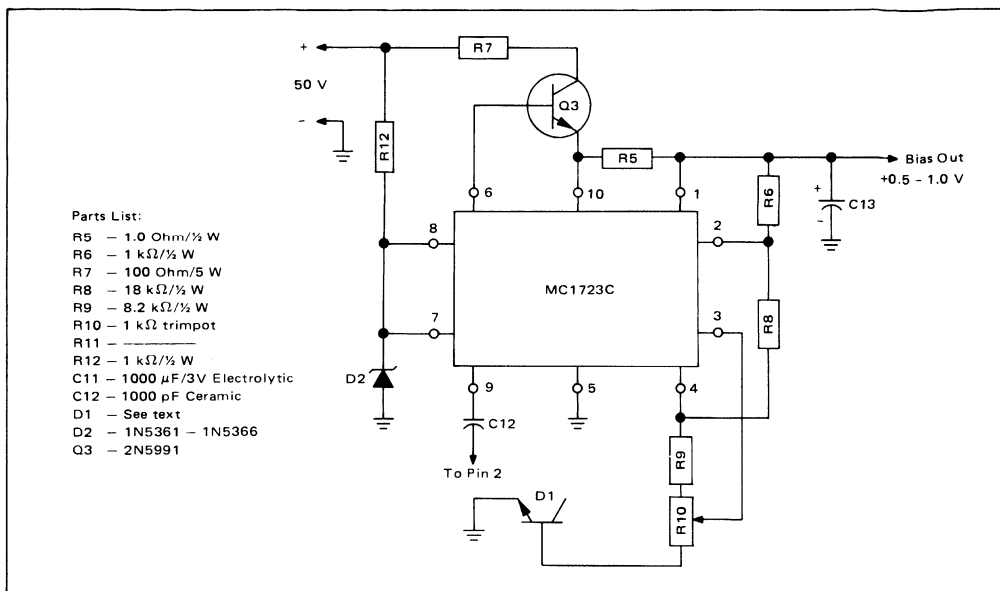 +
50 V
-
R7
Q3
R12
R5
Bias Out
+0.5 - 1.0 V
6
10
1
R6
+
C13
-
Parts List:
R5 – 1.0 Ohm/½ W
R6 – 1 kΩ/½ W
R7 – 100 Ohm/5 W
R8 – 18 kΩ/½ W
R9 – 8.2 kΩ/½ W
R10 – 1 kΩ trimpot
R11 – ————
R12 – 1 kΩ/½ W
C11 – 1000 μF/3V Electrolytic
C12 – 1000 pF Ceramic
D1 – See text
D2 – 1N5361 – 1N5366
Q3 – 2N5991
8
2
MC1723C
7
3
R8
D2
9
5
4
C12
To Pin 2
R9
D1
R10